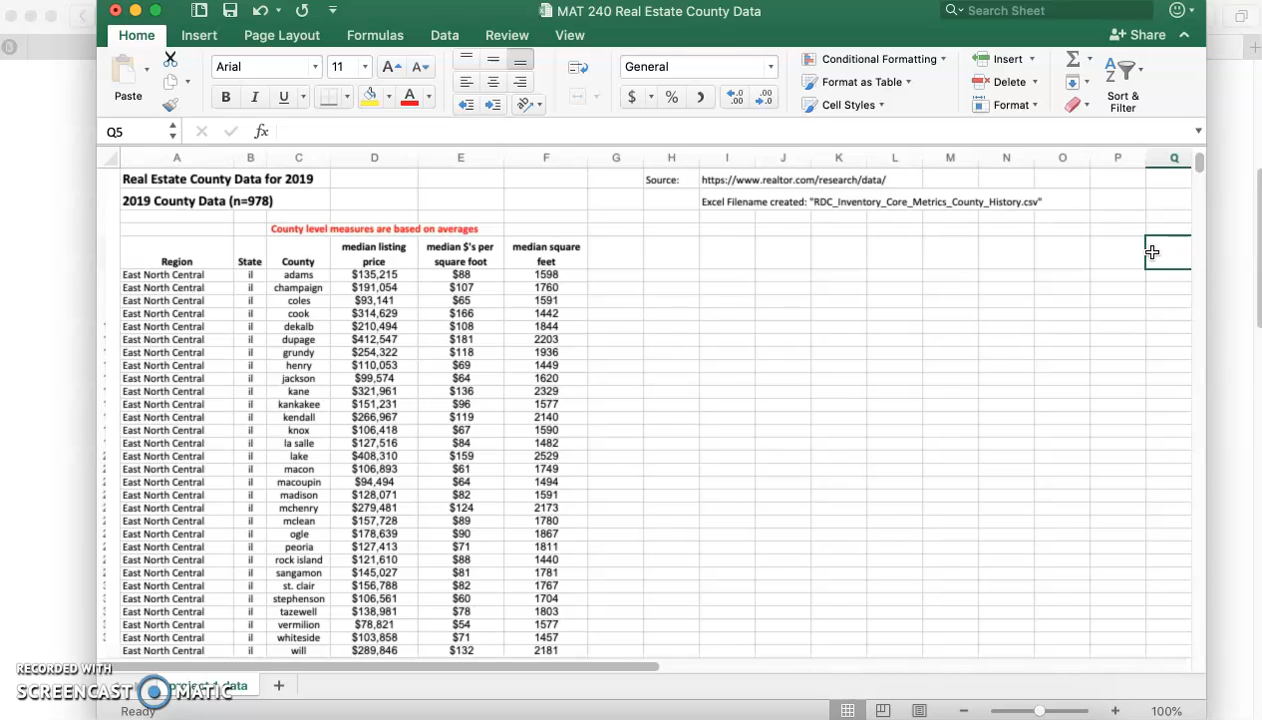 MAT 240 Real Estate County Data
Search Sheet
Home Insert Page Layout Formulas Data Review View Share
Paste Arial 11 General Conditional Formatting Insert
B I U A $ % Format as Table Delete
Cell Styles Format Sort & Filter
Q5 fx
A B C D E F G H I J K L M N O P Q
Real Estate County Data for 2019 Source: https://www.realtor.com/research/data/
2019 County Data (n=978) Excel Filename created: "RDC_Inventory_Core_Metrics_County_History.csv"
County level measures are based on averages
Region State County median listing price median $'s per square foot median square feet
East North Central il adams $135,215 $88 1598
East North Central il champaign $191,054 $107 1760
East North Central il coles $93,141 $65 1591
East North Central il cook $314,629 $166 1442
East North Central il dekalb $210,494 $108 1844
East North Central il dupage $412,547 $181 2203
East North Central il grundy $254,322 $118 1936
East North Central il henry $110,053 $69 1449
East North Central il jackson $99,574 $64 1620
East North Central il kane $321,961 $136 2329
East North Central il kankakee $151,231 $96 1577
East North Central il kendall $266,967 $119 2140
East North Central il knox $106,418 $67 1590
East North Central il la salle $127,516 $84 1482
East North Central il lake $408,310 $159 2529
East North Central il macon $106,893 $61 1749
East North Central il macoupin $94,494 $64 1494
East North Central il madison $128,071 $82 1591
East North Central il mchenry $279,481 $124 2173
East North Central il mclean $157,728 $89 1780
East North Central il ogle $178,639 $90 1867
East North Central il peoria $127,413 $71 1811
East North Central il rock island $121,610 $88 1440
East North Central il sangamon $145,027 $81 1781
East North Central il st. clair $156,788 $82 1767
East North Central il stephenson $106,561 $60 1704
East North Central il tazewell $138,981 $78 1803
East North Central il vermilion $78,821 $54 1577
East North Central il whiteside $103,858 $71 1457
East North Central il will $289,846 $132 2181
RECORDED WITH
SCREENCAST MATIC
data
Ready 100%